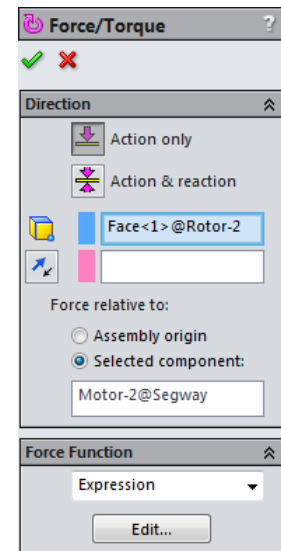 Force/Torque ?
Direction
Action only
Action & reaction
Face<1>@Rotor-2
Force relative to:
Assembly origin
Selected component:
Motor-2@Segway
Force Function
Expression
Edit...